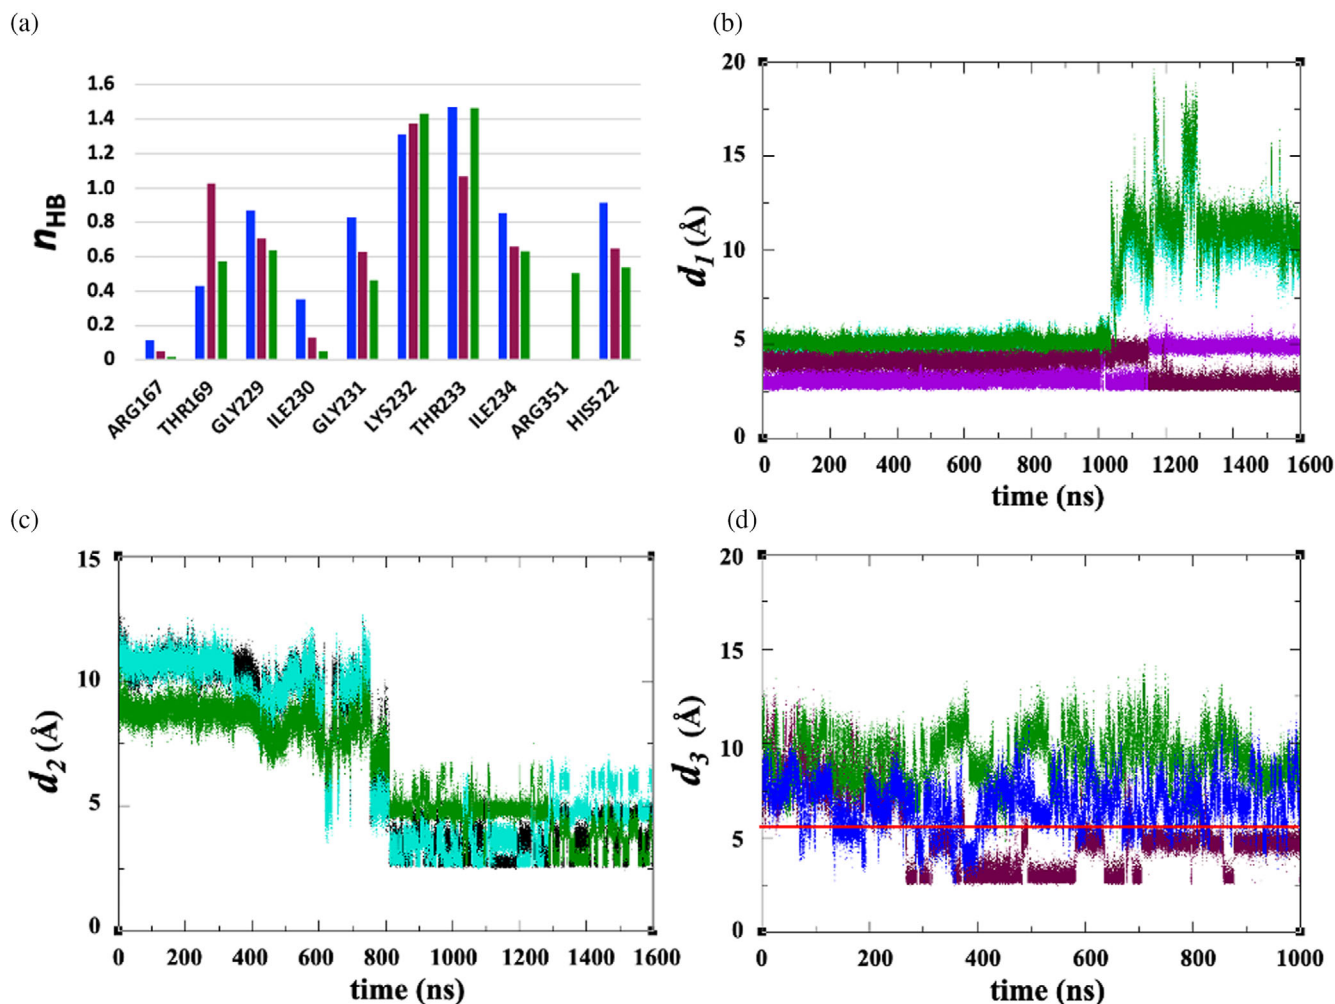 (a)
1.6
1.4
1.2
1.0
0.8
0.6
0.4
0.2
0
nHB
ARG167
THR169
GLY229
ILE230
GLY231
LYS232
THR233
ILE234
ARG351
HIS522
(b)
20
15
10
5
0
d1 (Å)
0 200 400 600 800 1000 1200 1400 1600
time (ns)
(c)
15
10
5
0
d2 (Å)
0 200 400 600 800 1000 1200 1400 1600
time (ns)
(d)
20
15
10
5
0
d3 (Å)
0 200 400 600 800 1000
time (ns)